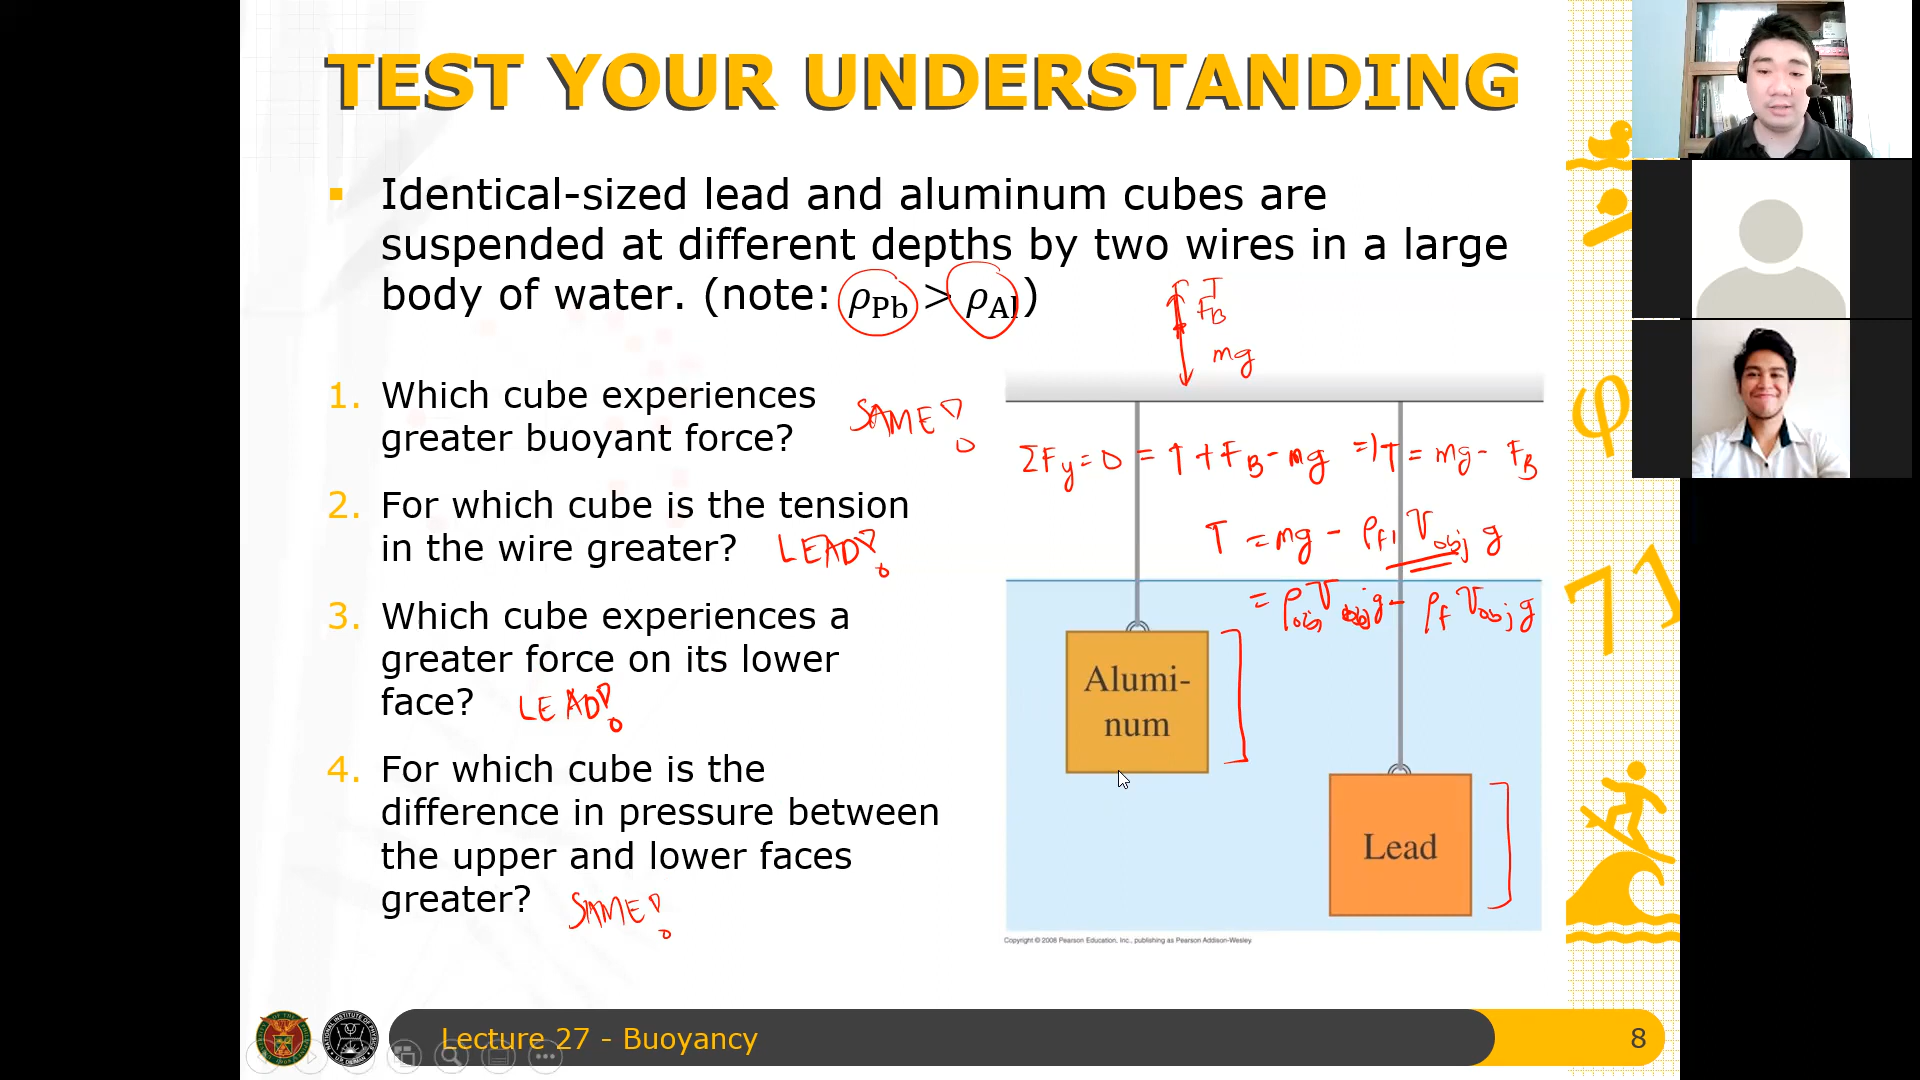 TEST YOUR UNDERSTANDING
▪ Identical-sized lead and aluminum cubes are
suspended at different depths by two wires in a large
body of water. (note: ρPb > ρAl)
T
FB
mg
1. Which cube experiences
greater buoyant force?
SAME!
2. For which cube is the tension
in the wire greater?
LEAD!
3. Which cube experiences a
greater force on its lower
face?
LEAD!
4. For which cube is the
difference in pressure between
the upper and lower faces
greater?
SAME!
ΣFy = 0 = T + FB - mg => T = mg - FB
T = mg - ρfl Vobj g
= ρobj Vobj g - ρf Vobj g
Alumi-
num
Lead
Copyright © 2008 Pearson Education, Inc., publishing as Pearson Addison-Wesley.
Lecture 27 - Buoyancy
8